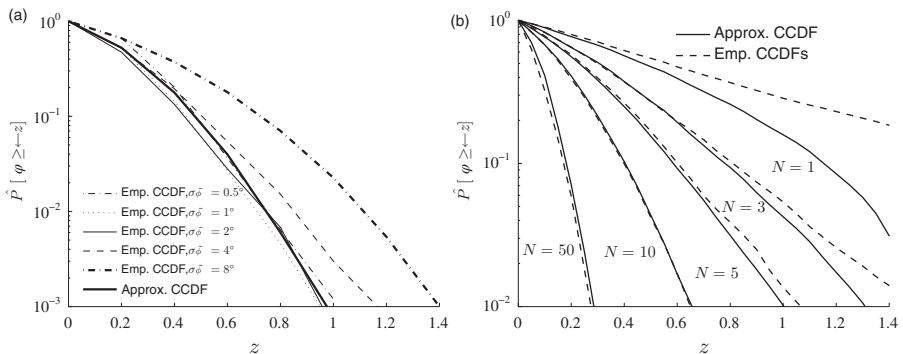 (a)
10^0
10^-1
10^-2
10^-3
P̂ [ φ ≥←z]
Emp. CCDF,σφ̄ = 0.5°
Emp. CCDF,σφ̄ = 1°
Emp. CCDF,σφ̄ = 2°
Emp. CCDF,σφ̄ = 4°
Emp. CCDF,σφ̄ = 8°
Approx. CCDF
0 0.2 0.4 0.6 0.8 1 1.2 1.4
z
(b)
10^0
10^-1
10^-2
P̂ [ φ ≥←z]
Approx. CCDF
Emp. CCDFs
N = 1
N = 3
N = 50
N = 10
N = 5
0 0.2 0.4 0.6 0.8 1 1.2 1.4
z